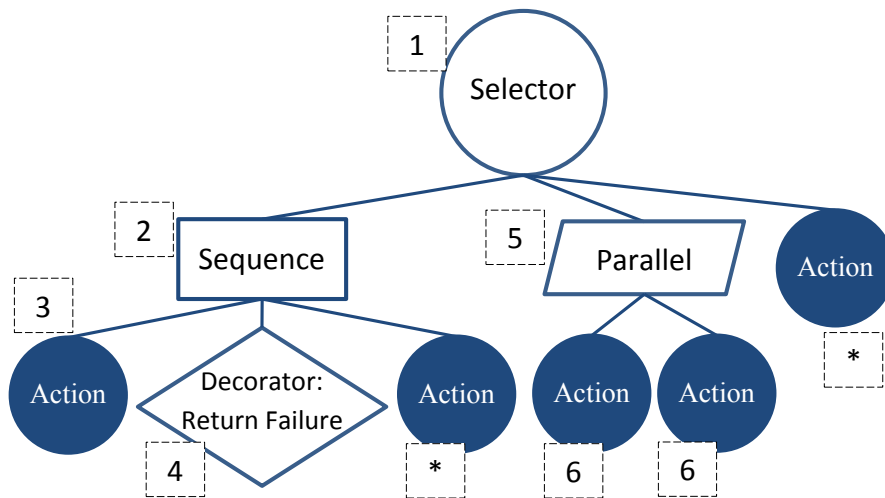 1
Selector
2
Sequence
5
Parallel
Action
3
Action
Decorator:
Return Failure
4
Action
*
Action
6
Action
6
*